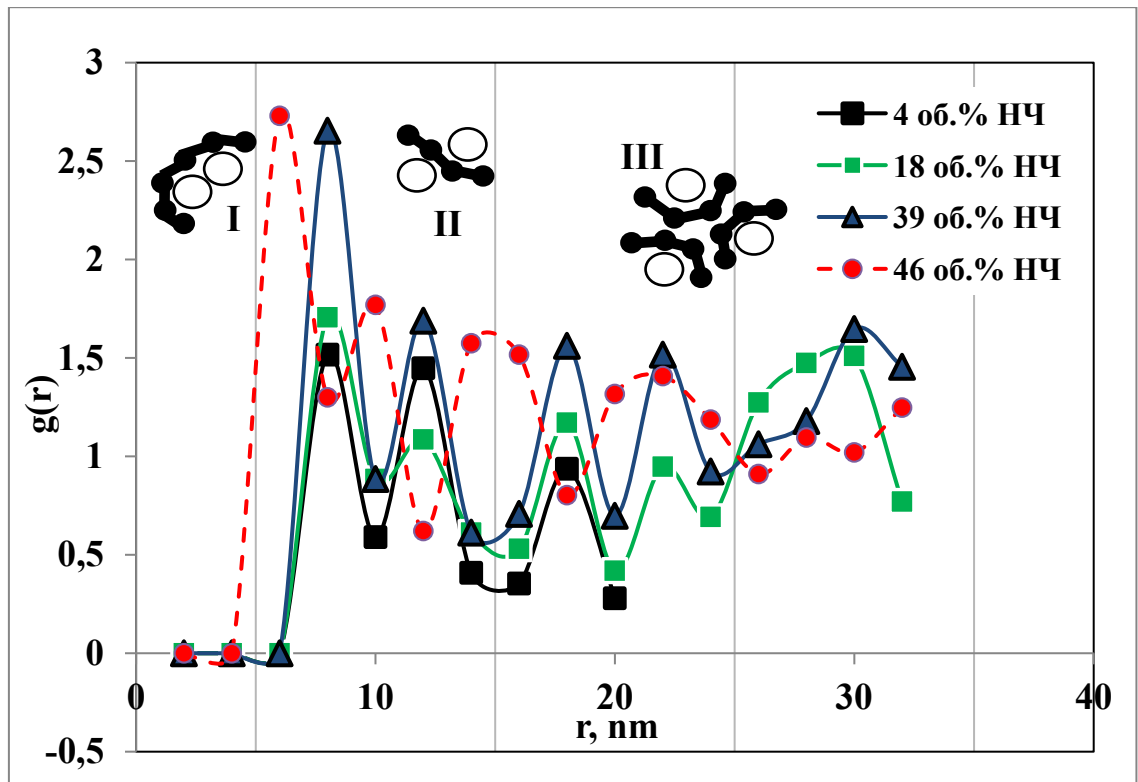 3
2,5
2
1,5
1
0,5
0
-0,5
g(r)
I
II
III
4 об.% НЧ
18 об.% НЧ
39 об.% НЧ
46 об.% НЧ
0 10 20 30 40
r, nm